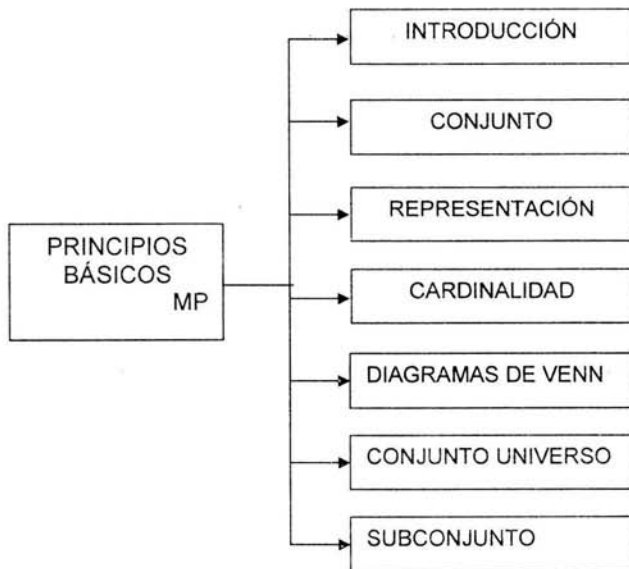 PRINCIPIOS
BÁSICOS
MP
INTRODUCCIÓN
CONJUNTO
REPRESENTACIÓN
CARDINALIDAD
DIAGRAMAS DE VENN
CONJUNTO UNIVERSO
SUBCONJUNTO